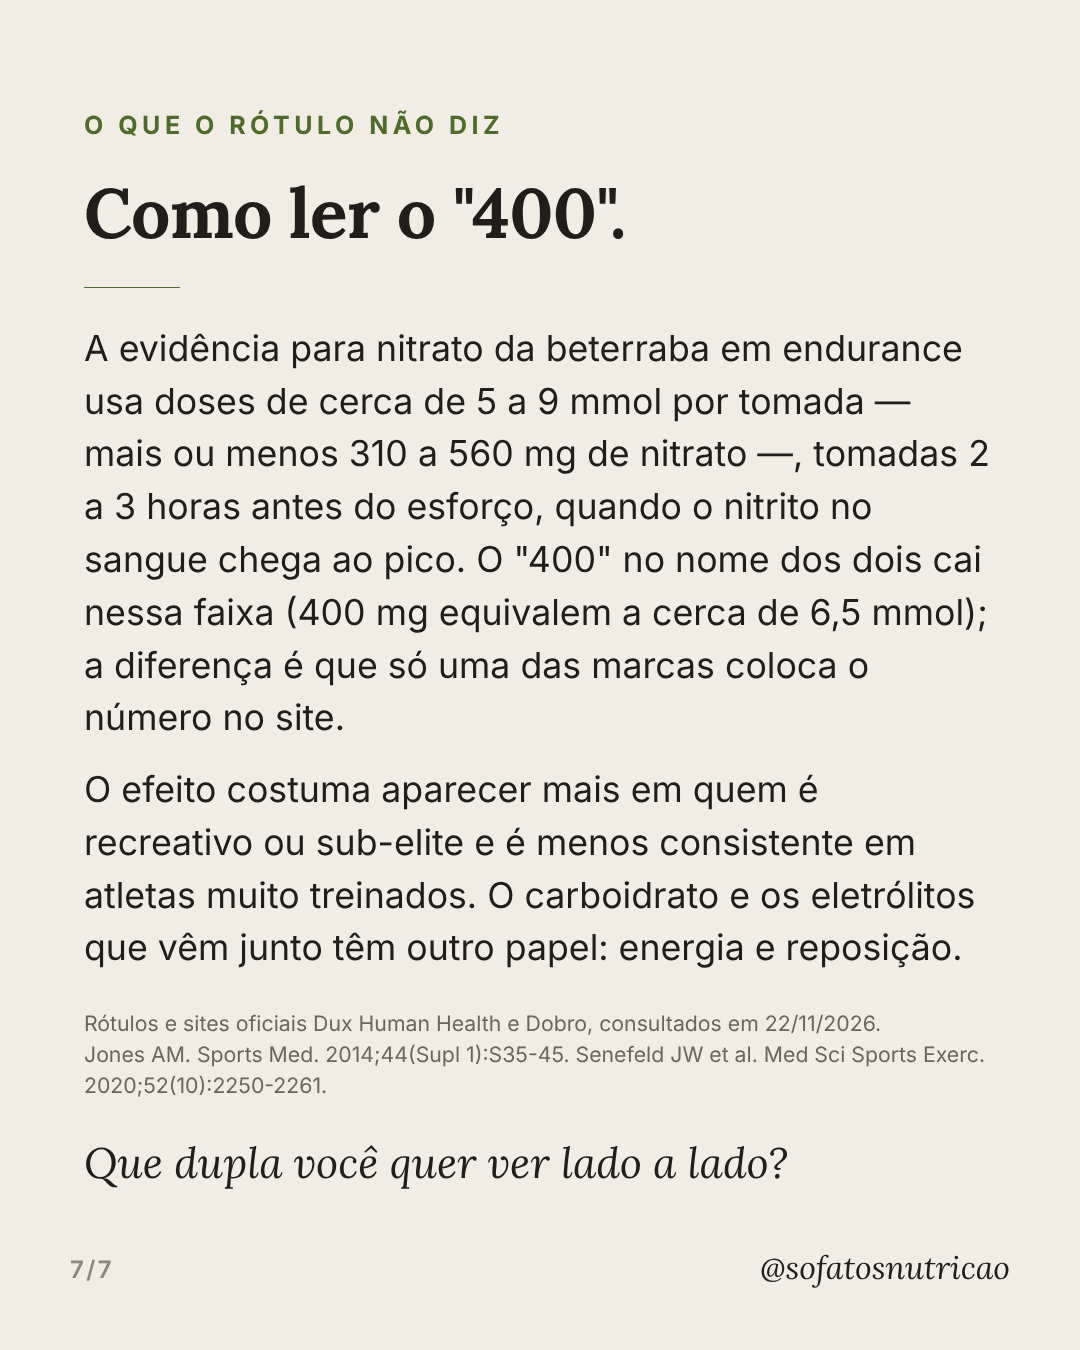 O QUE O RÓTULO NÃO DIZ
Como ler o "400".
A evidência para nitrato da beterraba em endurance
usa doses de cerca de 5 a 9 mmol por tomada —
mais ou menos 310 a 560 mg de nitrato —, tomadas 2
a 3 horas antes do esforço, quando o nitrito no
sangue chega ao pico. O "400" no nome dos dois cai
nessa faixa (400 mg equivalem a cerca de 6,5 mmol);
a diferença é que só uma das marcas coloca o
número no site.
O efeito costuma aparecer mais em quem é
recreativo ou sub-elite e é menos consistente em
atletas muito treinados. O carboidrato e os eletrólitos
que vêm junto têm outro papel: energia e reposição.
Rótulos e sites oficiais Dux Human Health e Dobro, consultados em 22/11/2026.
Jones AM. Sports Med. 2014;44(Supl 1):S35-45. Senefeld JW et al. Med Sci Sports Exerc.
2020;52(10):2250-2261.
Que dupla você quer ver lado a lado?
7/7
@sofatosnutricao